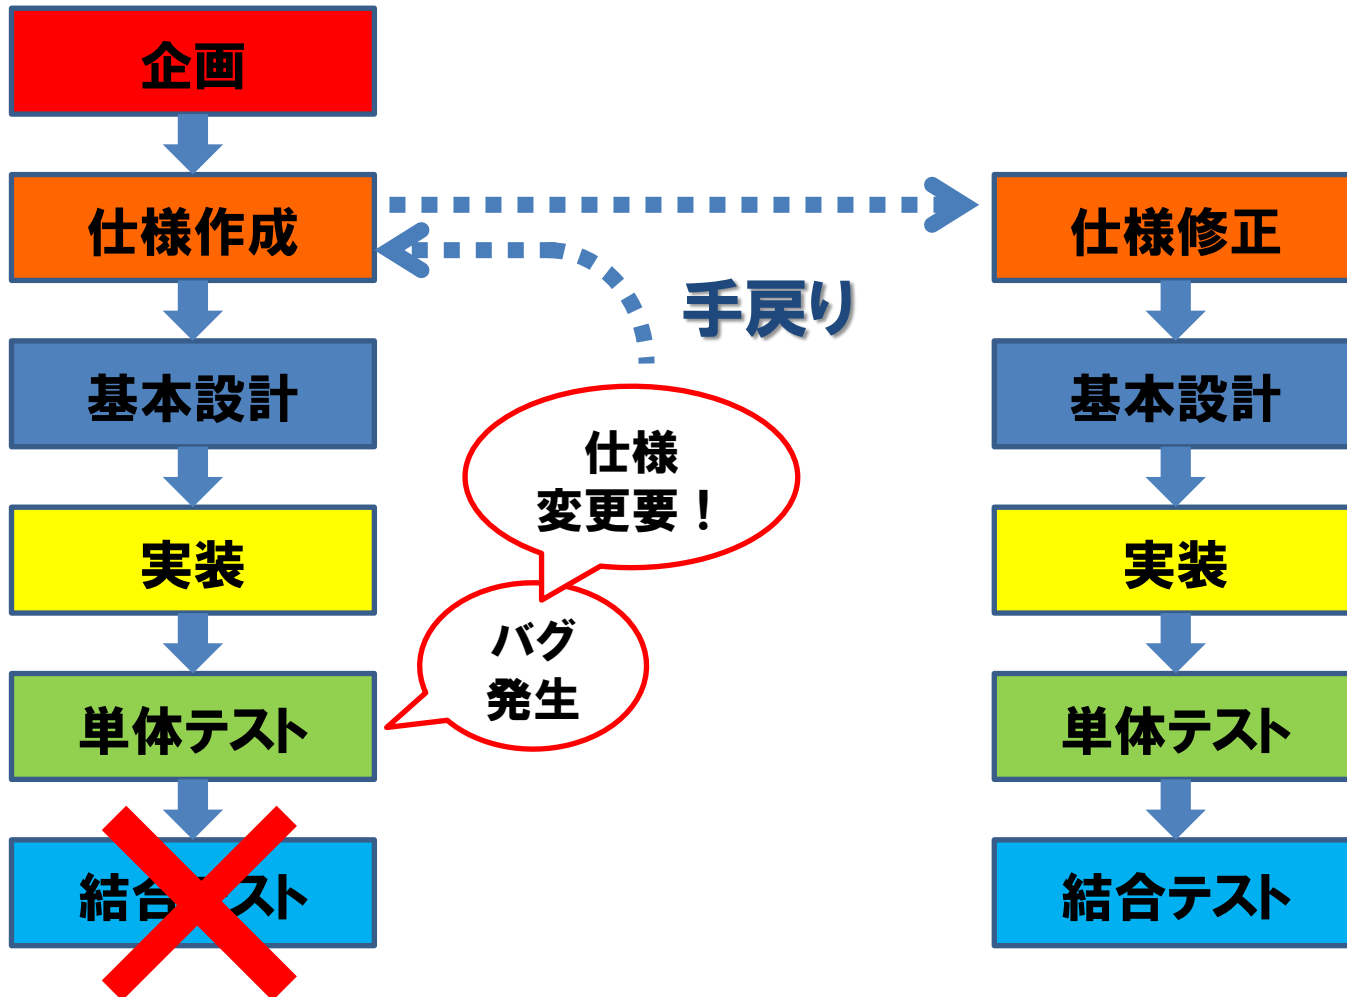 企画
仕様作成
基本設計
実装
単体テスト
結合テスト
手戻り
仕様
変更要！
バグ
発生
仕様修正
基本設計
実装
単体テスト
結合テスト